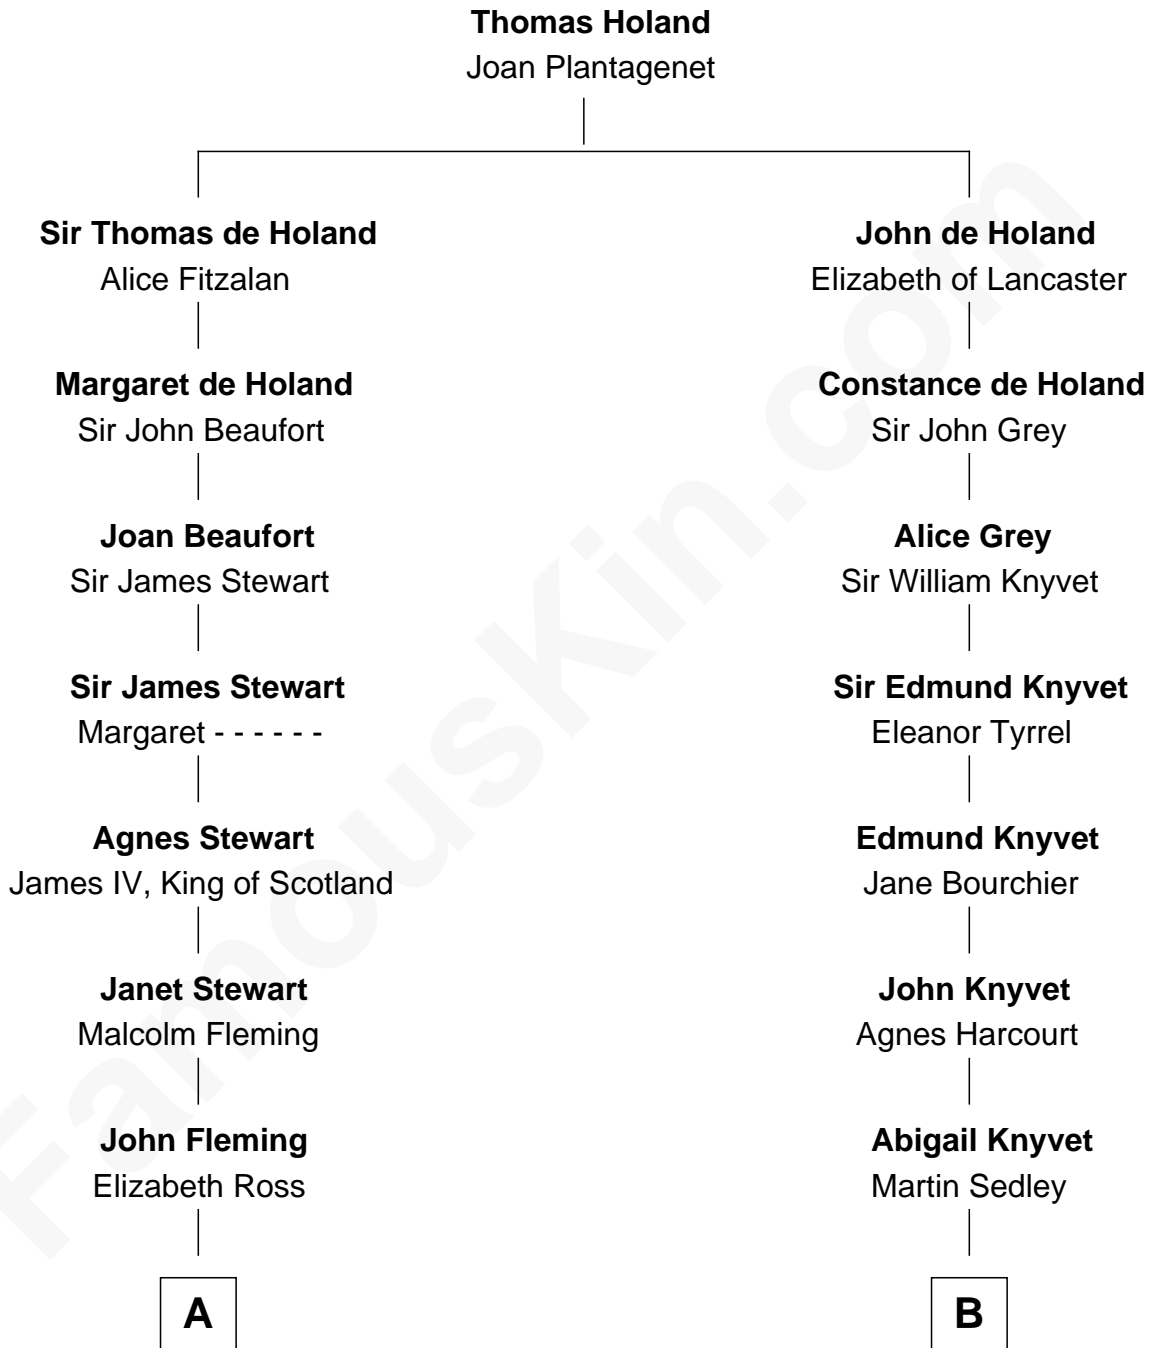 Thomas Holand
Joan Plantagenet
Sir Thomas de Holand
Alice Fitzalan
Margaret de Holand
Sir John Beaufort
Joan Beaufort
Sir James Stewart
Sir James Stewart
Margaret - - - - - -
Agnes Stewart
James IV, King of Scotland
Janet Stewart
Malcolm Fleming
John Fleming
Elizabeth Ross
A
John de Holand
Elizabeth of Lancaster
Constance de Holand
Sir John Grey
Alice Grey
Sir William Knyvet
Sir Edmund Knyvet
Eleanor Tyrrel
Edmund Knyvet
Jane Bourchier
John Knyvet
Agnes Harcourt
Abigail Knyvet
Martin Sedley
B
FamousKin.com